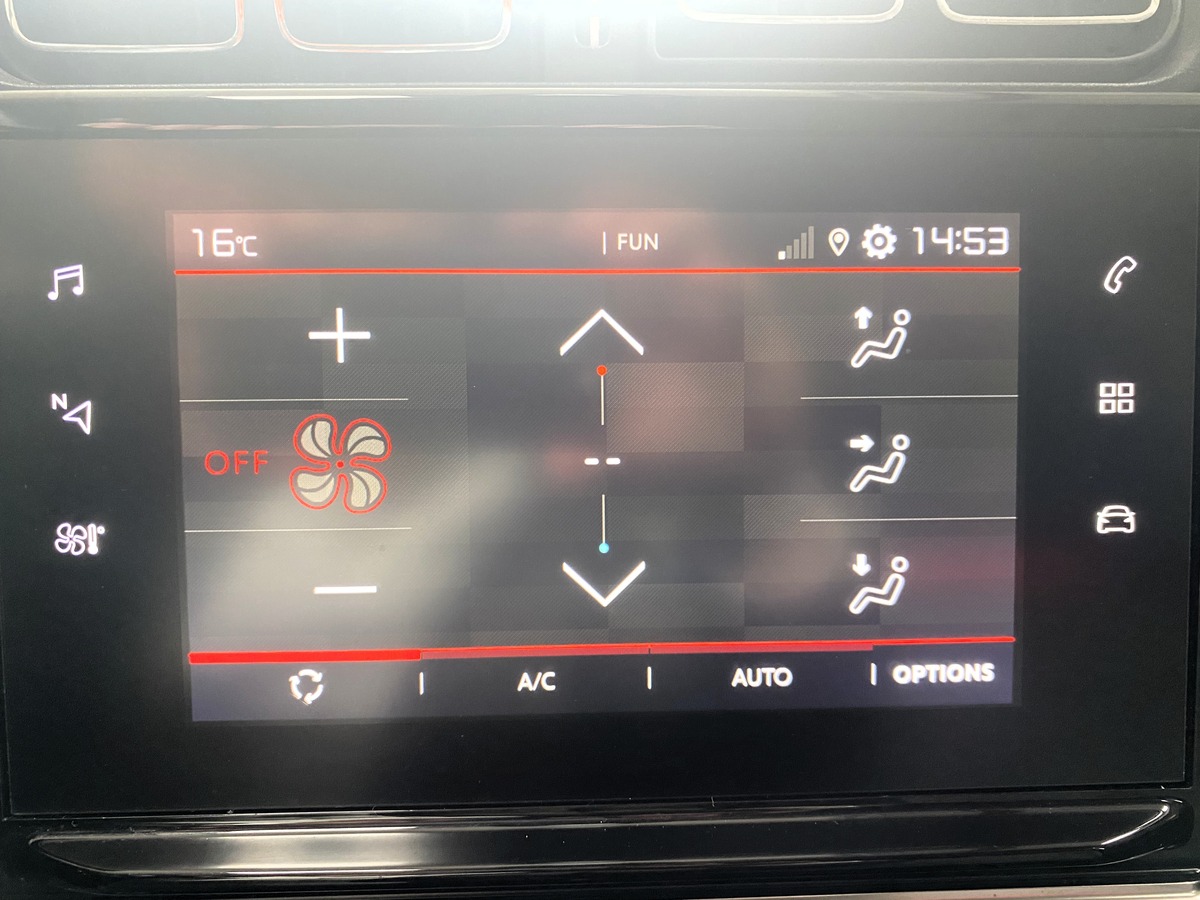 16°C | FUN 14:53
N
OFF
--
A/C | AUTO | OPTIONS